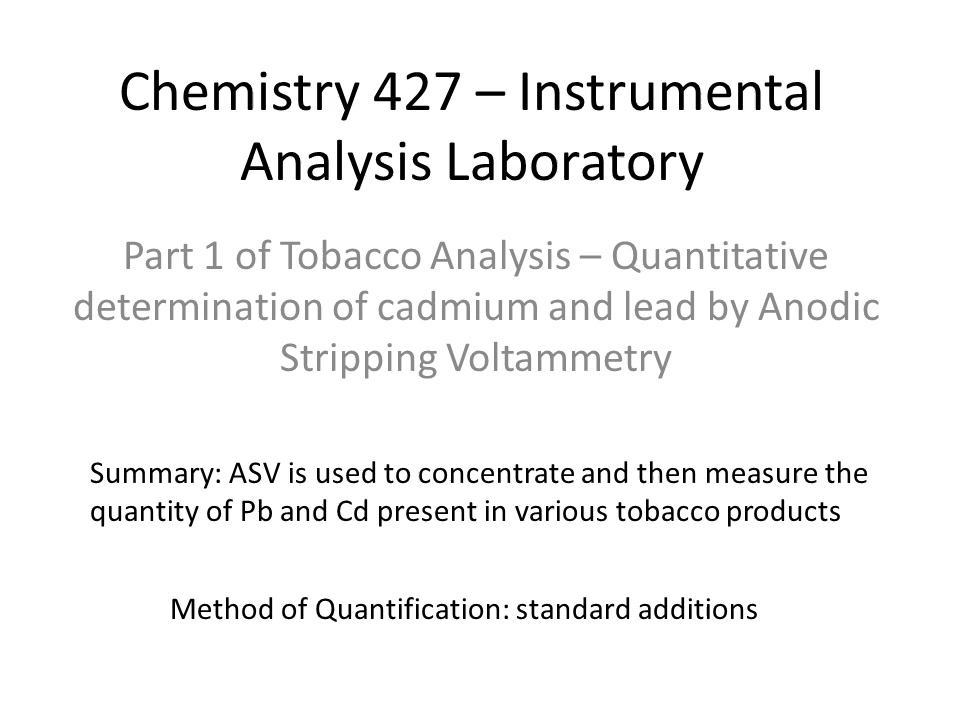 Chemistry 427 – Instrumental
Analysis Laboratory
Part 1 of Tobacco Analysis – Quantitative
determination of cadmium and lead by Anodic
Stripping Voltammetry
Summary: ASV is used to concentrate and then measure the
quantity of Pb and Cd present in various tobacco products
Method of Quantification: standard additions